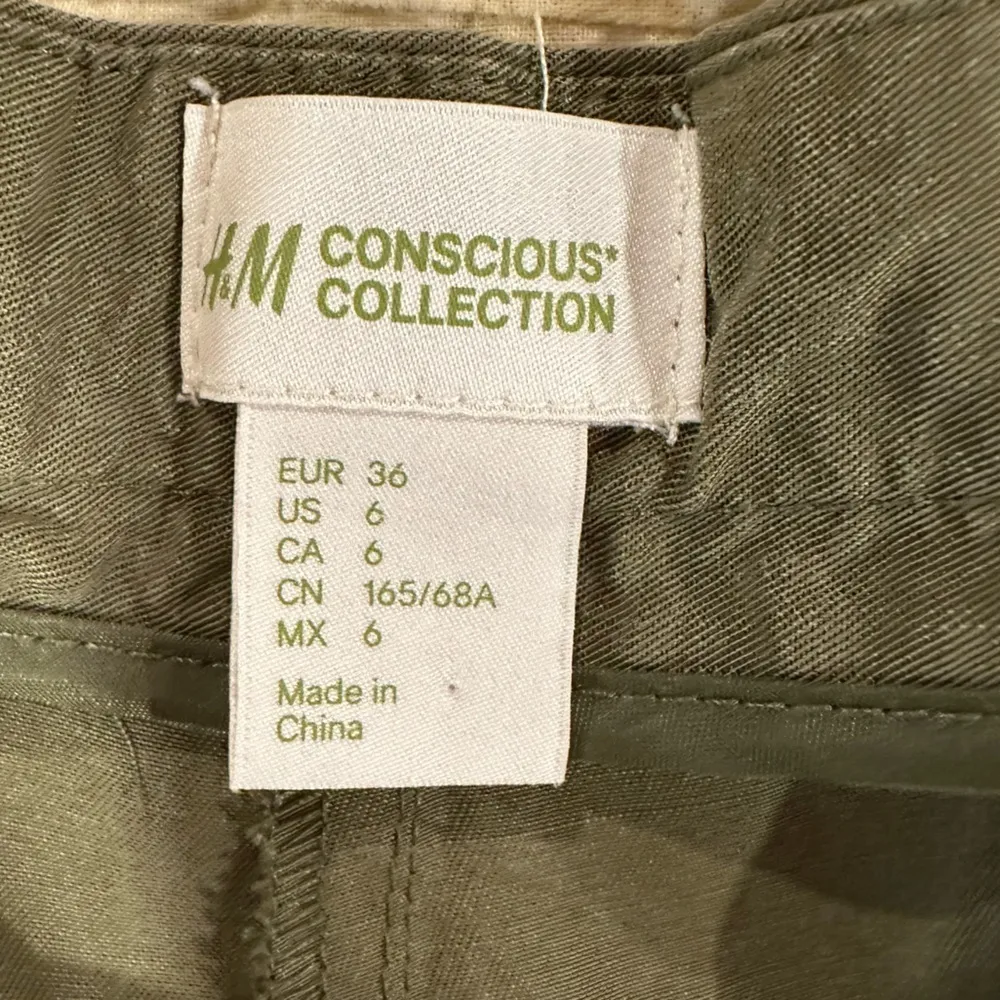 H&M CONSCIOUS*
COLLECTION
EUR 36
US 6
CA 6
CN 165/68A
MX 6
Made in
China